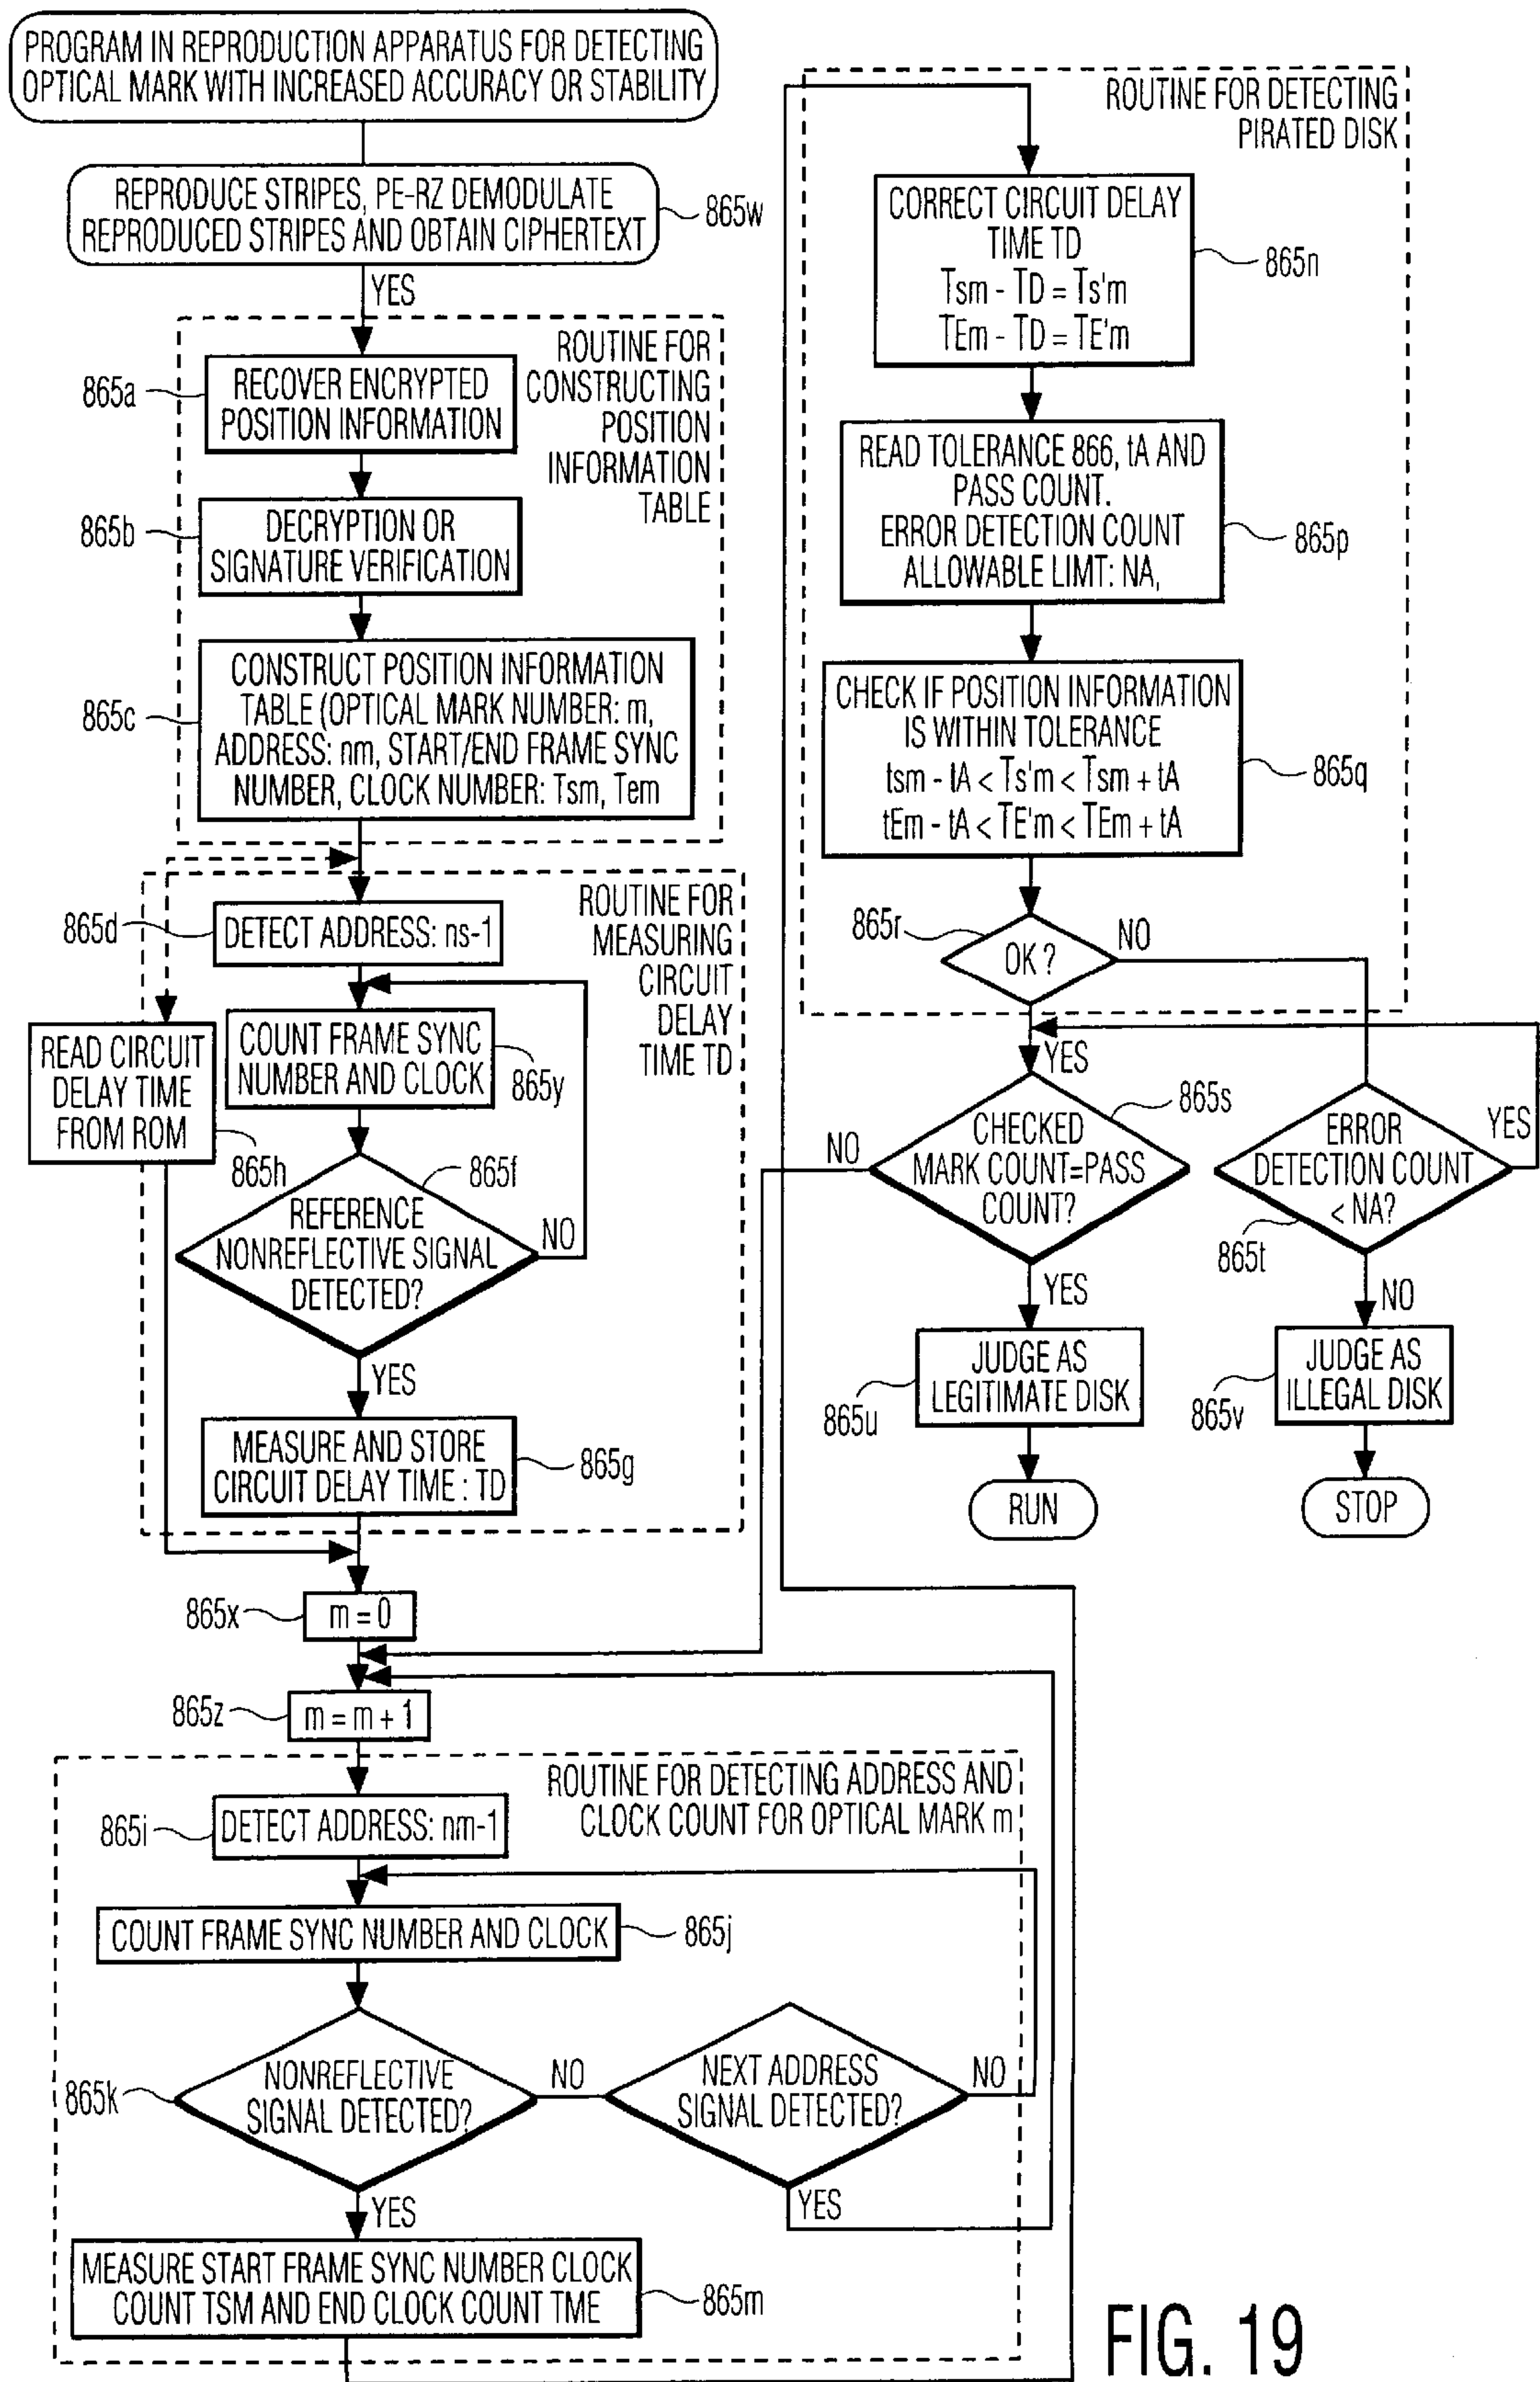 PROGRAM IN REPRODUCTION APPARATUS FOR DETECTING
OPTICAL MARK WITH INCREASED ACCURACY OR STABILITY
REPRODUCE STRIPES, PE-RZ DEMODULATE
REPRODUCED STRIPES AND OBTAIN CIPHERTEXT
865w
YES
ROUTINE FOR
CONSTRUCTING
POSITION
INFORMATION
TABLE
865a
RECOVER ENCRYPTED
POSITION INFORMATION
865b
DECRYPTION OR
SIGNATURE VERIFICATION
865c
CONSTRUCT POSITION INFORMATION
TABLE (OPTICAL MARK NUMBER: m,
ADDRESS: nm, START/END FRAME SYNC
NUMBER, CLOCK NUMBER: Tsm, Tem
ROUTINE FOR
MEASURING
CIRCUIT
DELAY
TIME TD
865d
DETECT ADDRESS: ns-1
COUNT FRAME SYNC
NUMBER AND CLOCK
865y
READ CIRCUIT
DELAY TIME
FROM ROM
865h
865f
REFERENCE
NONREFLECTIVE SIGNAL
DETECTED?
NO
YES
MEASURE AND STORE
CIRCUIT DELAY TIME : TD
865g
865x
m = 0
865z
m = m + 1
ROUTINE FOR DETECTING ADDRESS AND
CLOCK COUNT FOR OPTICAL MARK m
865i
DETECT ADDRESS: nm-1
COUNT FRAME SYNC NUMBER AND CLOCK
865j
865k
NONREFLECTIVE
SIGNAL DETECTED?
NO
NEXT ADDRESS
SIGNAL DETECTED?
NO
YES
YES
MEASURE START FRAME SYNC NUMBER CLOCK
COUNT TSM AND END CLOCK COUNT TME
865m
ROUTINE FOR DETECTING
PIRATED DISK
CORRECT CIRCUIT DELAY
TIME TD
Tsm - TD = Ts'm
TEm - TD = TE'm
865n
READ TOLERANCE 866, tA AND
PASS COUNT.
ERROR DETECTION COUNT
ALLOWABLE LIMT: NA,
865p
CHECK IF POSITION INFORMATION
IS WITHIN TOLERANCE
tsm - tA < Ts'm < Tsm + tA
tEm - tA < TE'm < TEm + tA
865q
865r
OK ?
NO
YES
865s
CHECKED
MARK COUNT=PASS
COUNT?
NO
ERROR
DETECTION COUNT
< NA?
YES
865t
YES
NO
JUDGE AS
LEGITIMATE DISK
865u
JUDGE AS
ILLEGAL DISK
865v
RUN
STOP
FIG. 19